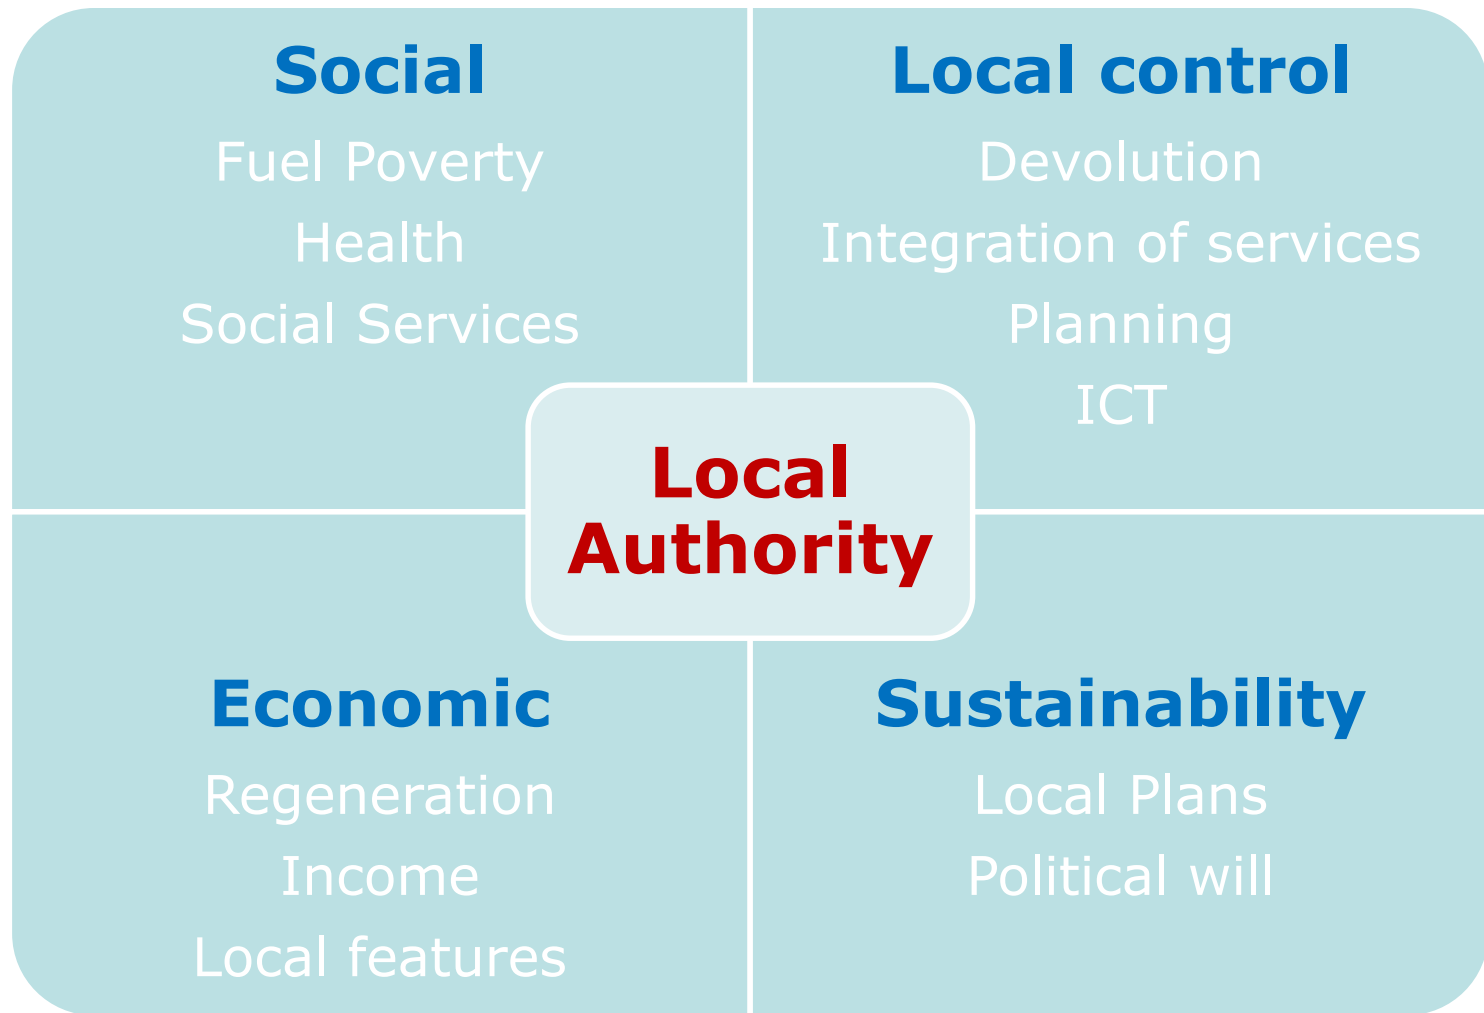 Social
Fuel Poverty
Health
Social Services
Local control
Devolution
Integration of services
Planning
ICT
Local
Authority
Economic
Regeneration
Income
Local features
Sustainability
Local Plans
Political will